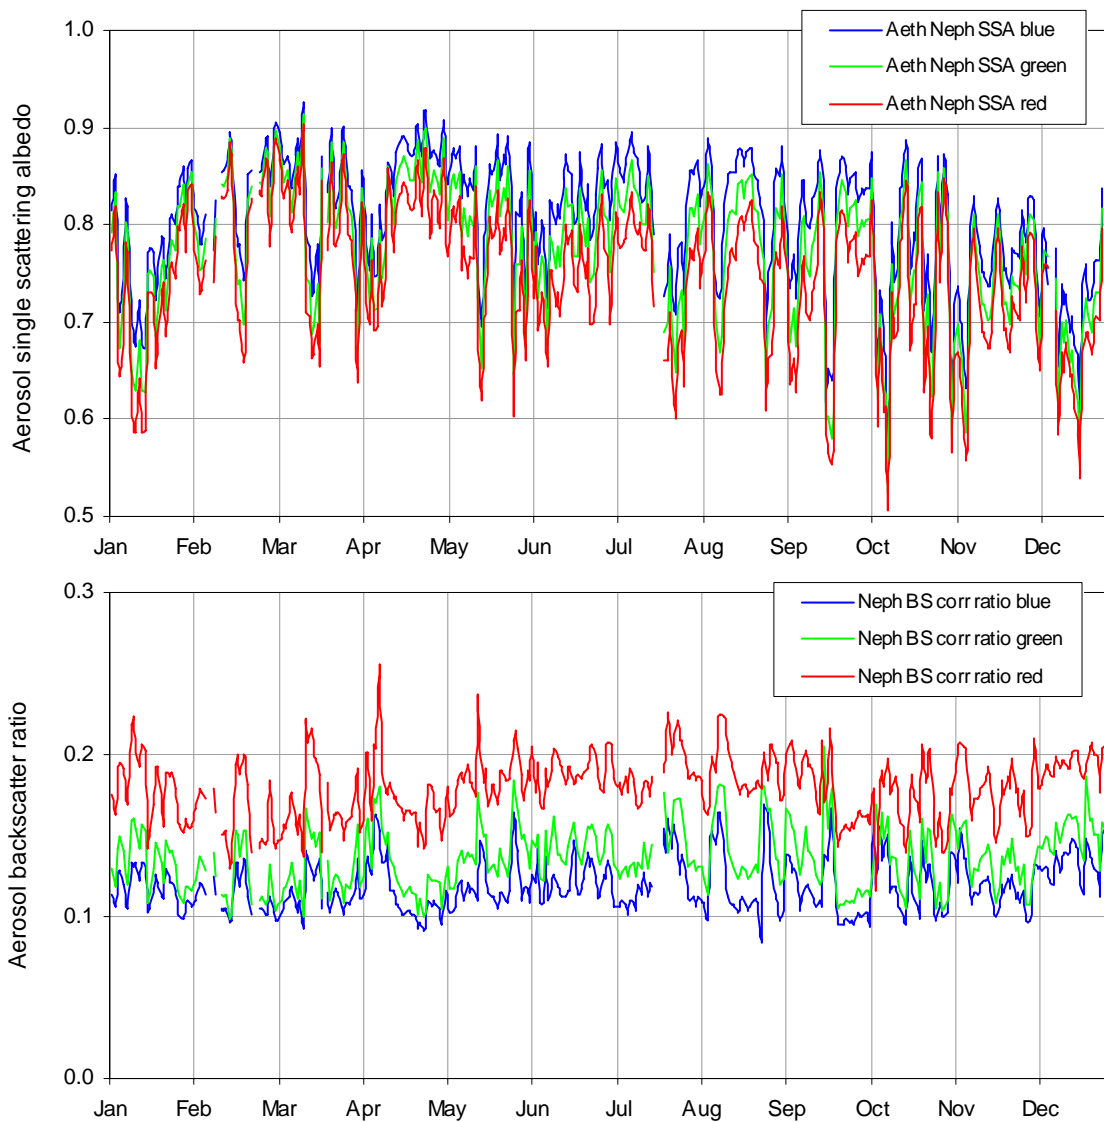 1.0
0.9
0.8
0.7
0.6
0.5
Aerosol single scattering albedo
Aeth Neph SSA blue
Aeth Neph SSA green
Aeth Neph SSA red
Jan Feb Mar Apr May Jun Jul Aug Sep Oct Nov Dec
0.3
0.2
0.1
0.0
Aerosol backscatter ratio
Neph BS corr ratio blue
Neph BS corr ratio green
Neph BS corr ratio red
Jan Feb Mar Apr May Jun Jul Aug Sep Oct Nov Dec